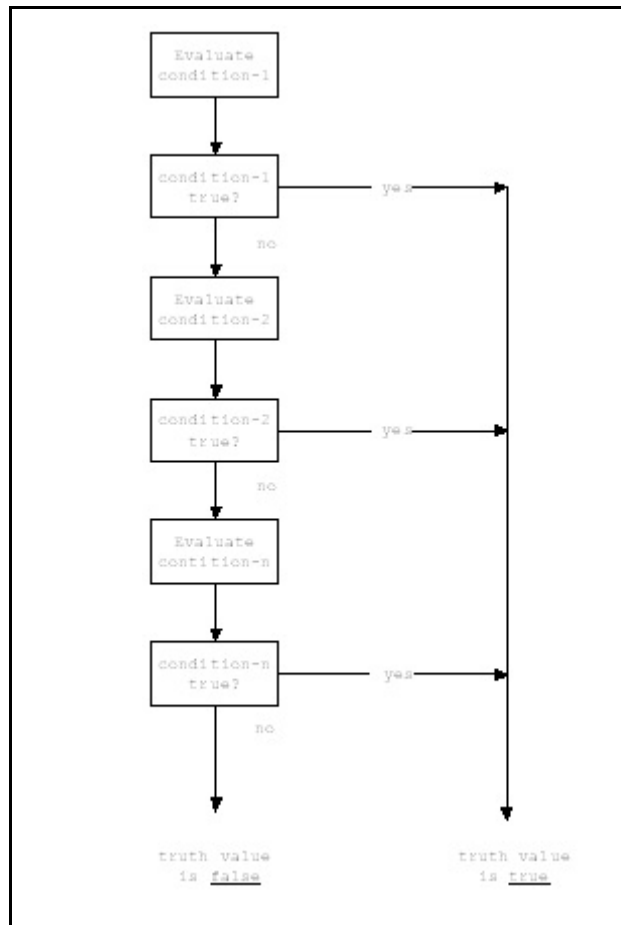 Evaluate
condition-1
condition-1
true?
yes
no
Evaluate
condition-2
condition-2
true?
yes
no
Evaluate
contition-n
condition-n
true?
yes
no
truth value
is false
truth value
is true